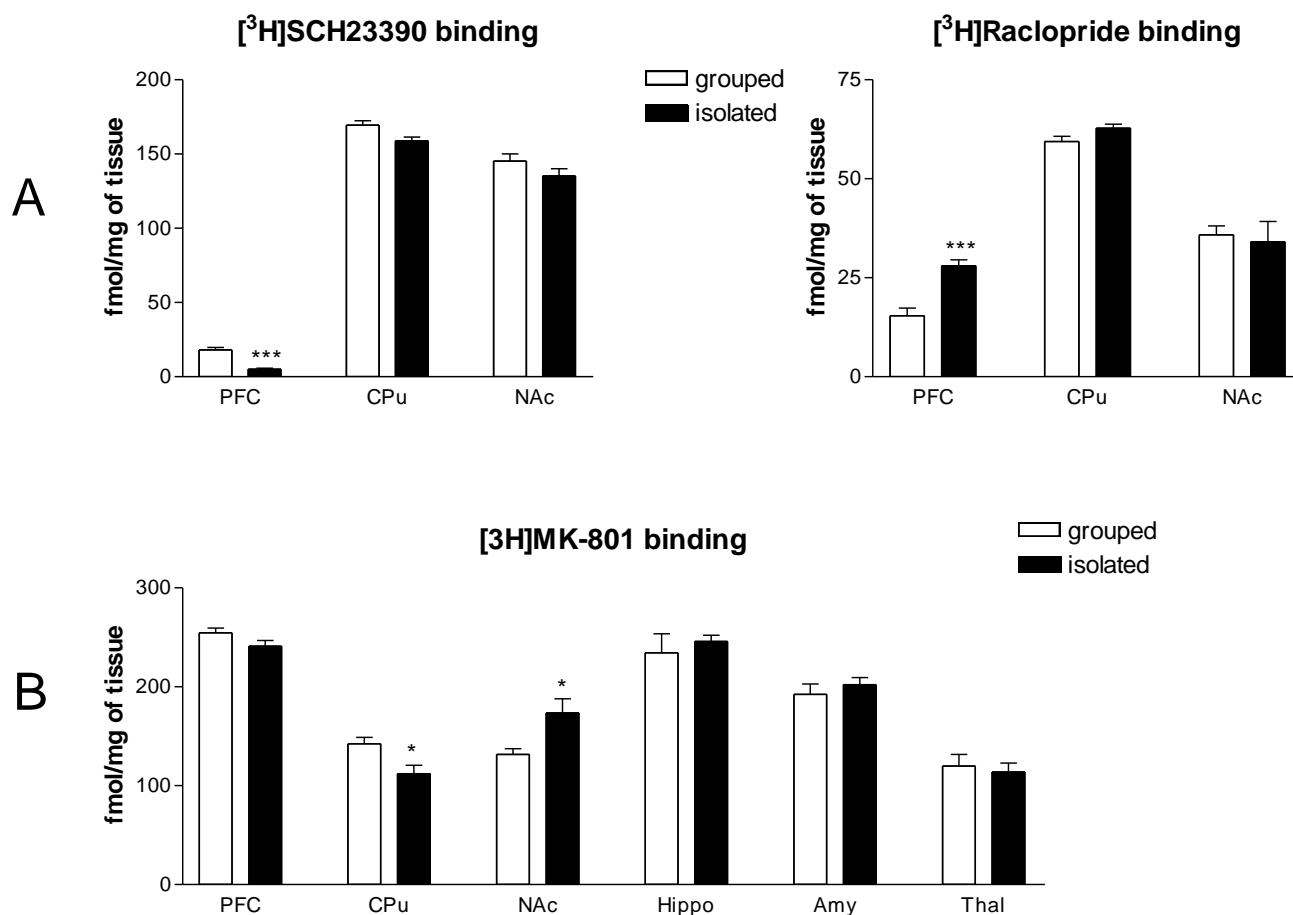 [³H]SCH23390 binding
[³H]Raclopride binding
grouped
isolated
A
fmol/mg of tissue
200
150
100
50
0
***
PFC
CPu
NAc
fmol/mg of tissue
75
50
25
0
***
PFC
CPu
NAc
[3H]MK-801 binding
grouped
isolated
B
fmol/mg of tissue
300
200
100
0
*
*
PFC
CPu
NAc
Hippo
Amy
Thal